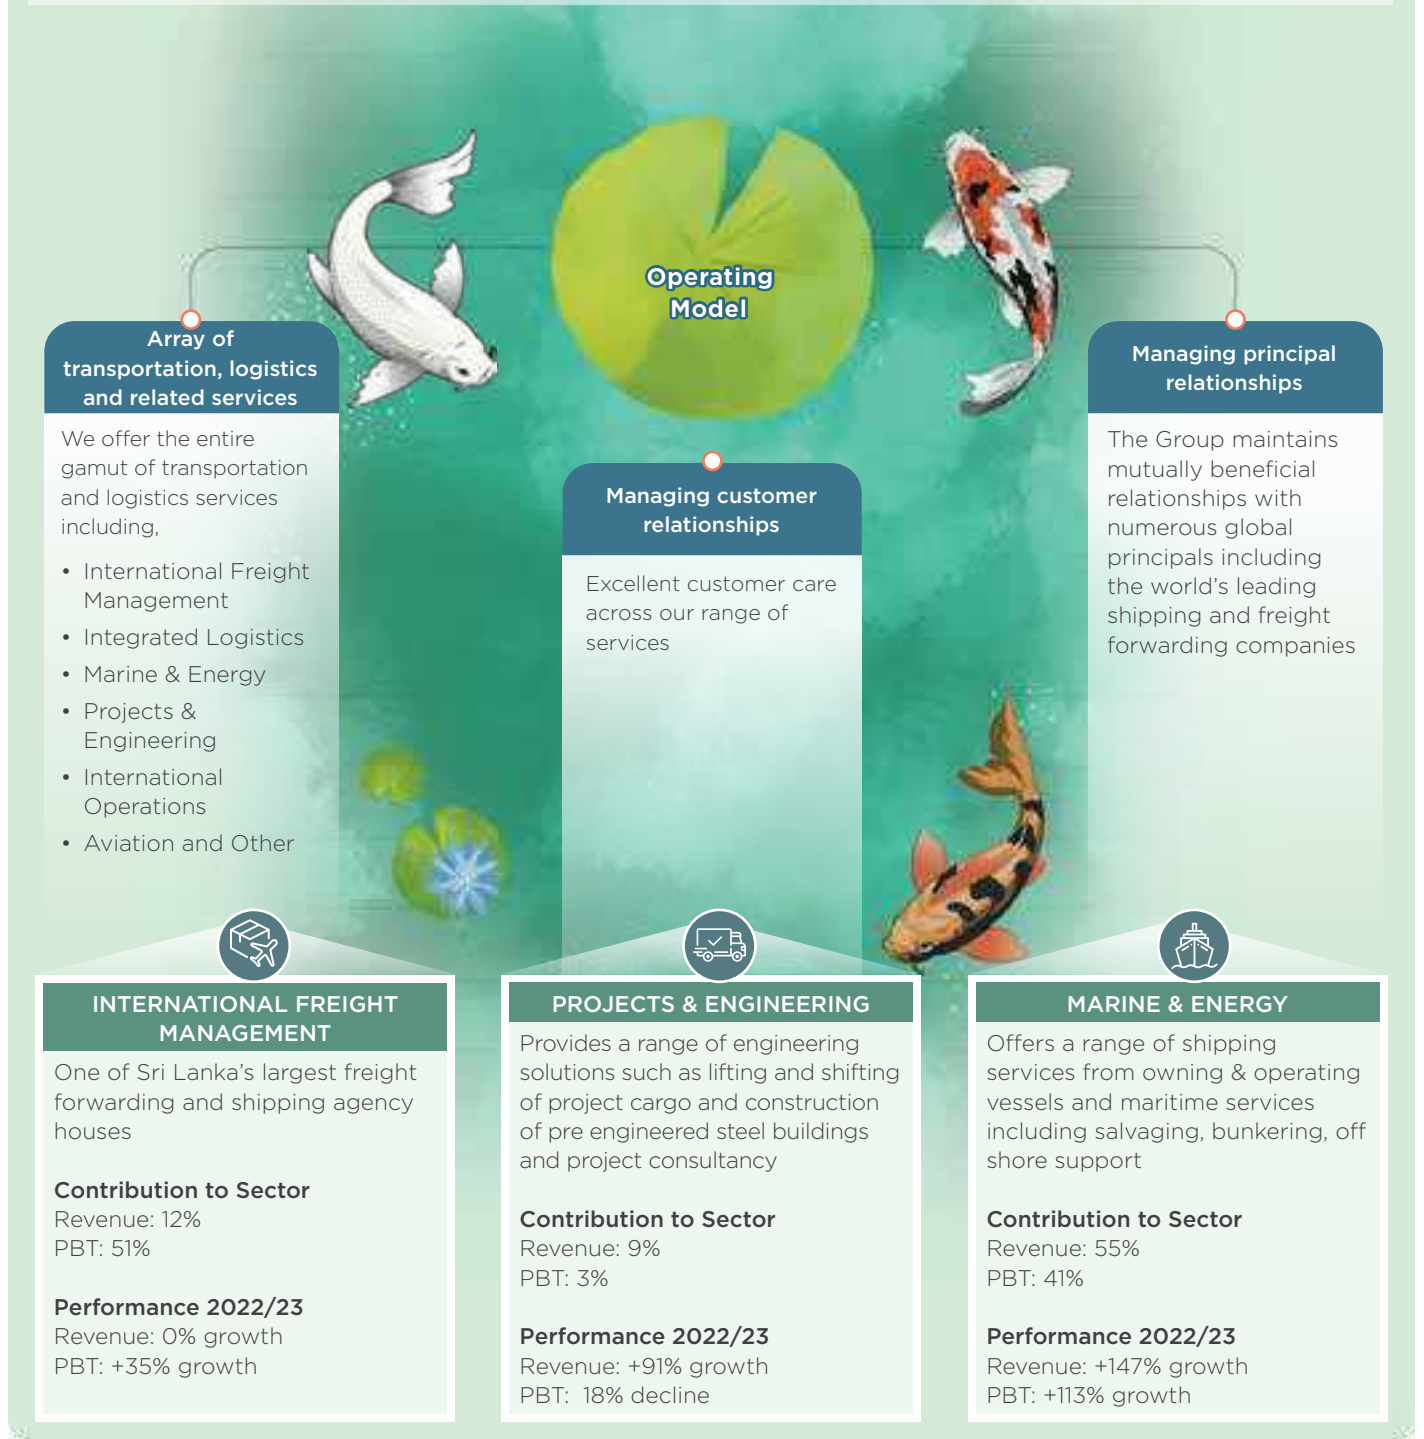 Operating
Model
Array of
transportation, logistics
and related services
We offer the entire
gamut of transportation
and logistics services
including,
• International Freight
Management
• Integrated Logistics
• Marine & Energy
• Projects &
Engineering
• International
Operations
• Aviation and Other
Managing customer
relationships
Excellent customer care
across our range of
services
Managing principal
relationships
The Group maintains
mutually beneficial
relationships with
numerous global
principals including
the world's leading
shipping and freight
forwarding companies
INTERNATIONAL FREIGHT
MANAGEMENT
One of Sri Lanka's largest freight
forwarding and shipping agency
houses
Contribution to Sector
Revenue: 12%
PBT: 51%
Performance 2022/23
Revenue: 0% growth
PBT: +35% growth
PROJECTS & ENGINEERING
Provides a range of engineering
solutions such as lifting and shifting
of project cargo and construction
of pre engineered steel buildings
and project consultancy
Contribution to Sector
Revenue: 9%
PBT: 3%
Performance 2022/23
Revenue: +91% growth
PBT:  18% decline
MARINE & ENERGY
Offers a range of shipping
services from owning & operating
vessels and maritime services
including salvaging, bunkering, off
shore support
Contribution to Sector
Revenue: 55%
PBT: 41%
Performance 2022/23
Revenue: +147% growth
PBT: +113% growth